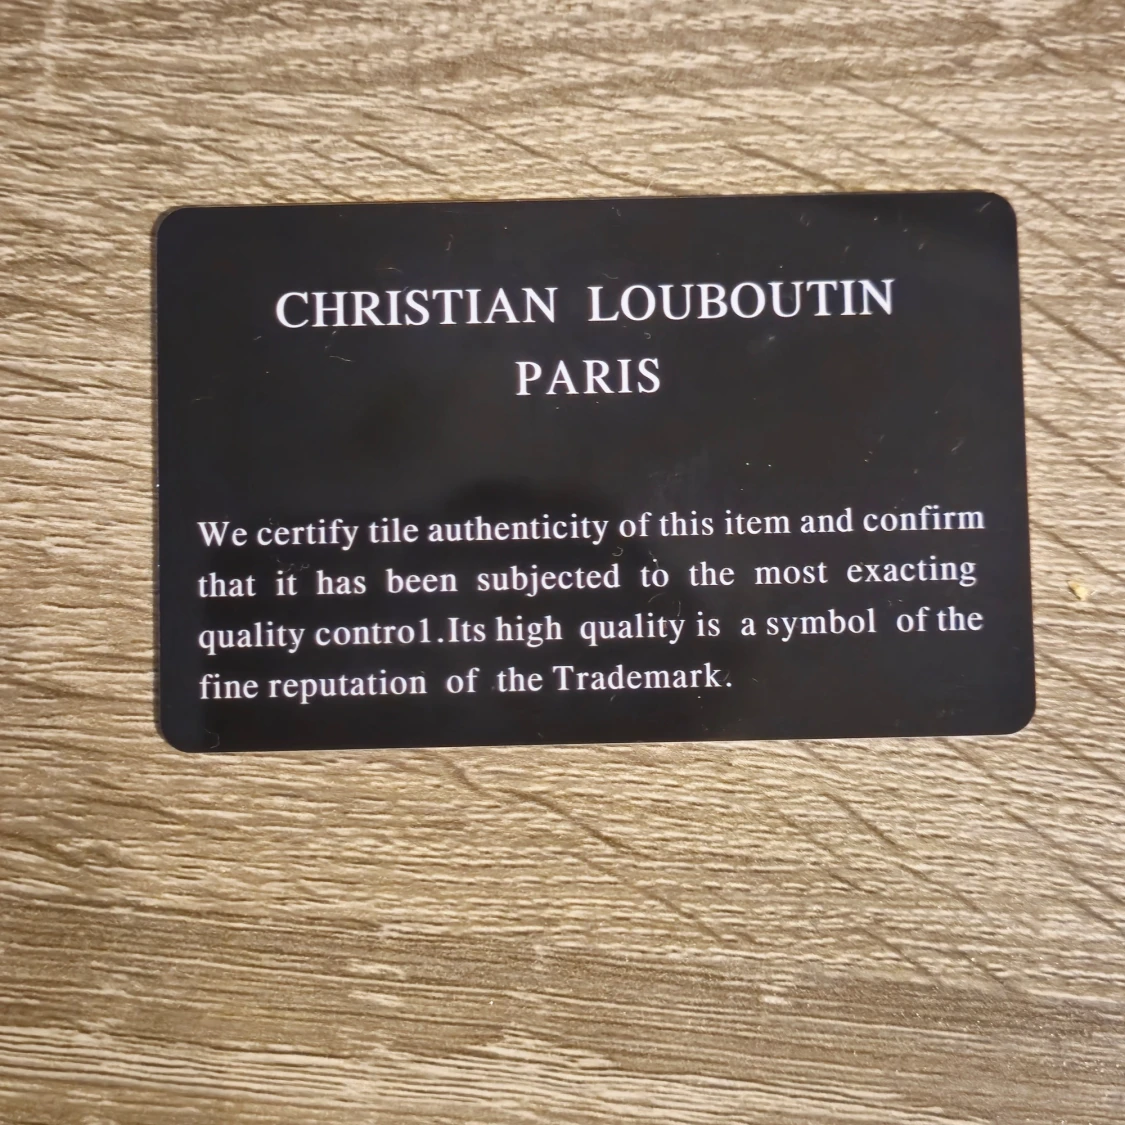 CHRISTIAN LOUBOUTIN
PARIS
We certify tile authenticity of this item and confirm
that it has been subjected to the most exacting
quality contro1.Its high quality is a symbol of the
fine reputation of the Trademark.